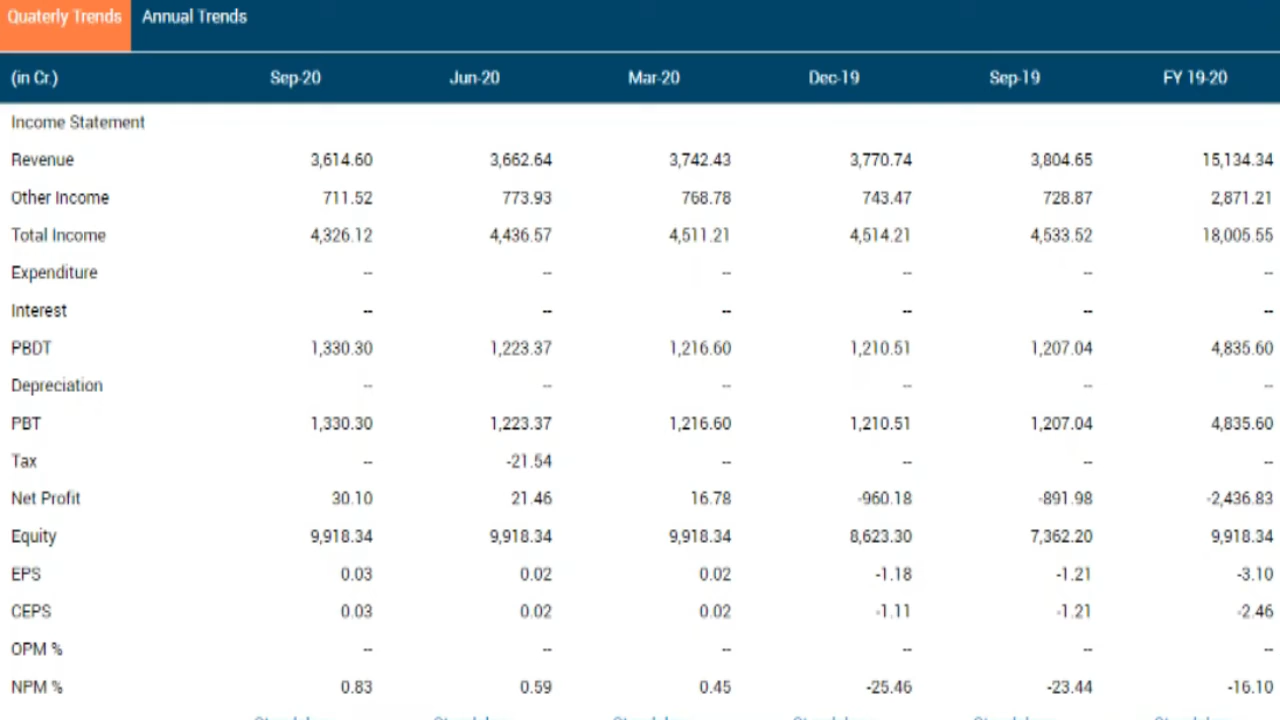 Quaterly Trends Annual Trends
(in Cr.) Sep-20 Jun-20 Mar-20 Dec-19 Sep-19 FY 19-20
Income Statement
Revenue 3,614.60 3,662.64 3,742.43 3,770.74 3,804.65 15,134.34
Other Income 711.52 773.93 768.78 743.47 728.87 2,871.21
Total Income 4,326.12 4,436.57 4,511.21 4,514.21 4,533.52 18,005.55
Expenditure -- -- -- -- -- --
Interest -- -- -- -- -- --
PBDT 1,330.30 1,223.37 1,216.60 1,210.51 1,207.04 4,835.60
Depreciation -- -- -- -- -- --
PBT 1,330.30 1,223.37 1,216.60 1,210.51 1,207.04 4,835.60
Tax -- -21.54 -- -- -- --
Net Profit 30.10 21.46 16.78 -960.18 -891.98 -2,436.83
Equity 9,918.34 9,918.34 9,918.34 8,623.30 7,362.20 9,918.34
EPS 0.03 0.02 0.02 -1.18 -1.21 -3.10
CEPS 0.03 0.02 0.02 -1.11 -1.21 -2.46
OPM % -- -- -- -- -- --
NPM % 0.83 0.59 0.45 -25.46 -23.44 -16.10